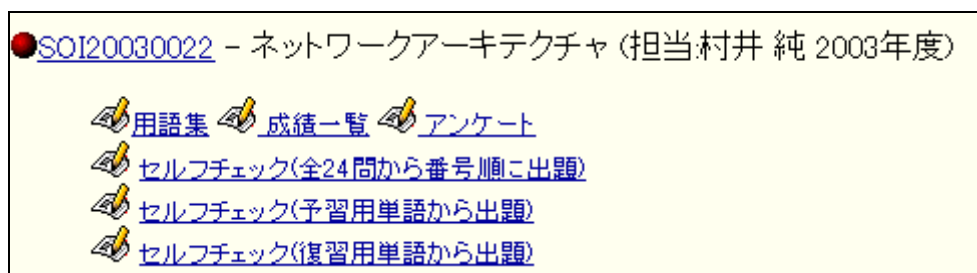 SOI20030022 - ネットワークアーキテクチャ (担当:村井 純 2003年度)
用語集 成績一覧 アンケート
セルフチェック(全24問から番号順に出題)
セルフチェック(予習用単語から出題)
セルフチェック(復習用単語から出題)